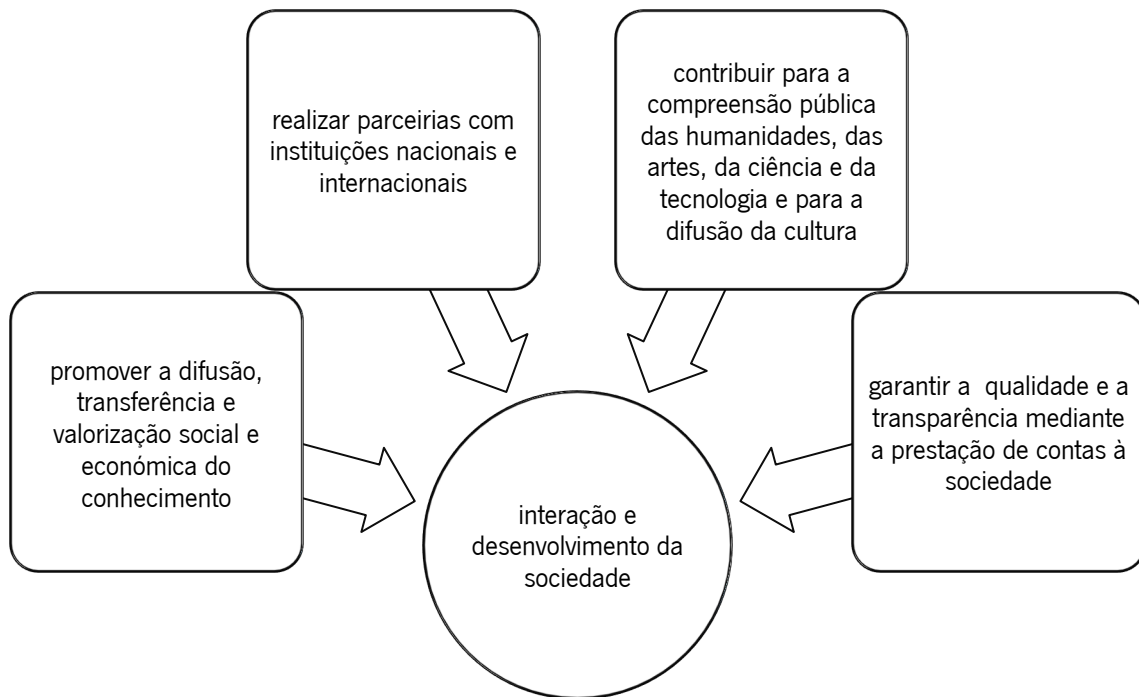 realizar parceirias com
instituições nacionais e
internacionais
contribuir para a
compreensão pública
das humanidades, das
artes, da ciência e da
tecnologia e para a
difusão da cultura
promover a difusão,
transferência e
valorização social e
económica do
conhecimento
garantir a  qualidade e a
transparência mediante
a prestação de contas à
sociedade
interação e
desenvolvimento da
sociedade